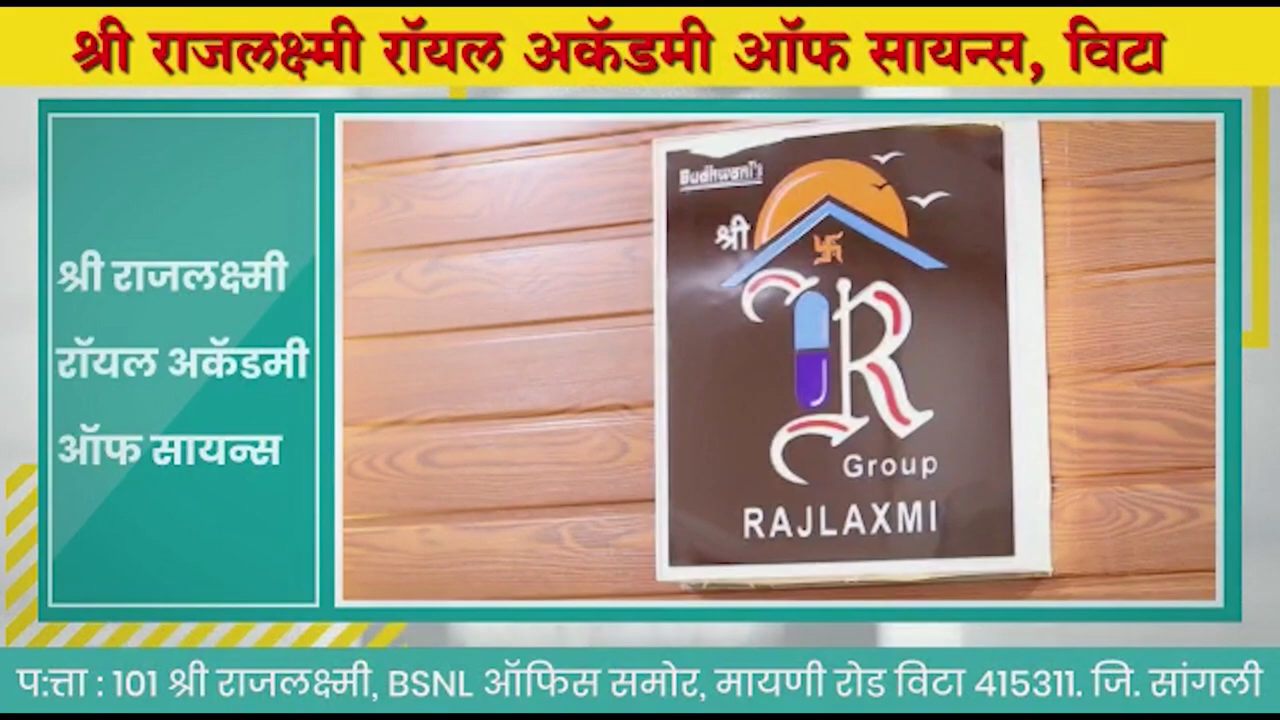 श्री राजलक्ष्मी रॉयल अकॅडमी ऑफ सायन्स, विटा
श्री राजलक्ष्मी
रॉयल अकॅडमी
ऑफ सायन्स
Budhwani's
श्री
R
Group
RAJLAXMI
प:त्ता : 101 श्री राजलक्ष्मी, BSNL ऑफिस समोर, मायणी रोड विटा 415311. जि. सांगली